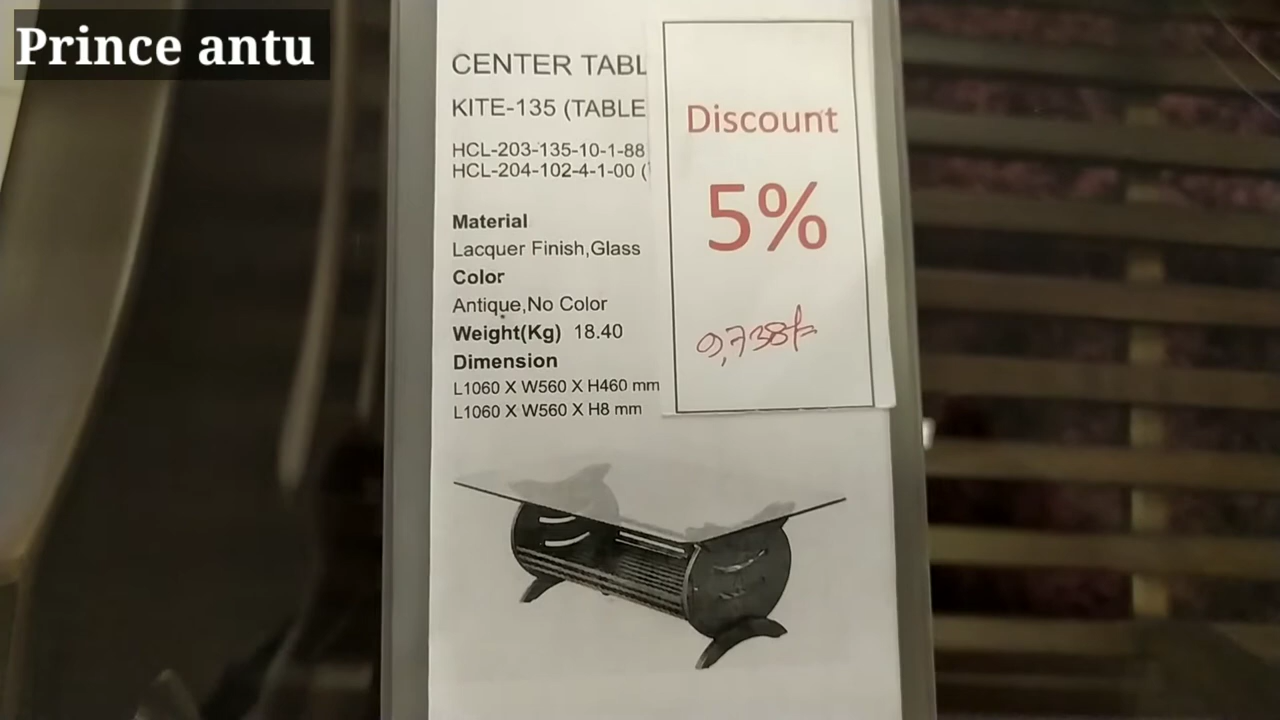 Prince antu
CENTER TABL
KITE-135 (TABLE
HCL-203-135-10-1-88
HCL-204-102-4-1-00 (
Material
Lacquer Finish,Glass
Color
Antique,No Color
Weight(Kg) 18.40
Dimension
L1060 X W560 X H460 mm
L1060 X W560 X H8 mm
Discount
5%
9,738/=